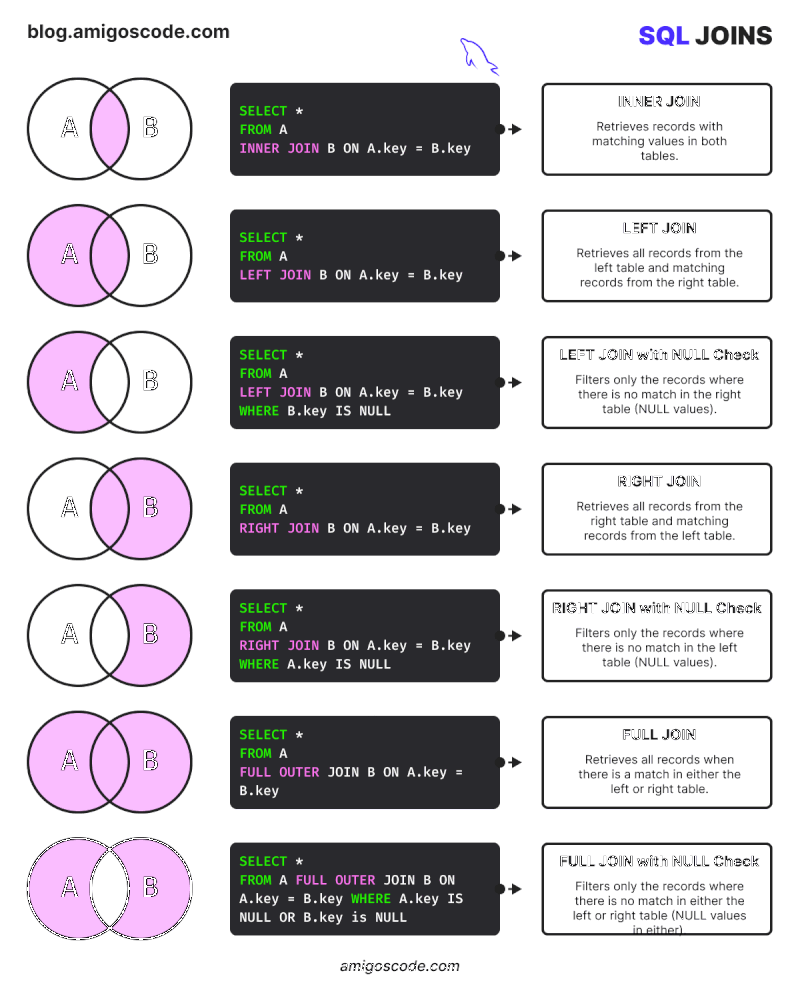 blog.amigoscode.com
SQL JOINS
A B
SELECT *
FROM A
INNER JOIN B ON A.key = B.key
INNER JOIN
Retrieves records with
matching values in both
tables.
A B
SELECT *
FROM A
LEFT JOIN B ON A.key = B.key
LEFT JOIN
Retrieves all records from the
left table and matching
records from the right table.
A B
SELECT *
FROM A
LEFT JOIN B ON A.key = B.key
WHERE B.key IS NULL
LEFT JOIN with NULL Check
Filters only the records where
there is no match in the right
table (NULL values).
A B
SELECT *
FROM A
RIGHT JOIN B ON A.key = B.key
RIGHT JOIN
Retrieves all records from the
right table and matching
records from the left table.
A B
SELECT *
FROM A
RIGHT JOIN B ON A.key = B.key
WHERE A.key IS NULL
RIGHT JOIN with NULL Check
Filters only the records where
there is no match in the left
table (NULL values).
A B
SELECT *
FROM A
FULL OUTER JOIN B ON A.key =
B.key
FULL JOIN
Retrieves all records when
there is a match in either the
left or right table.
A B
SELECT *
FROM A FULL OUTER JOIN B ON
A.key = B.key WHERE A.key IS
NULL OR B.key is NULL
FULL JOIN with NULL Check
Filters only the records where
there is no match in either the
left or right table (NULL values
in either)
amigoscode.com